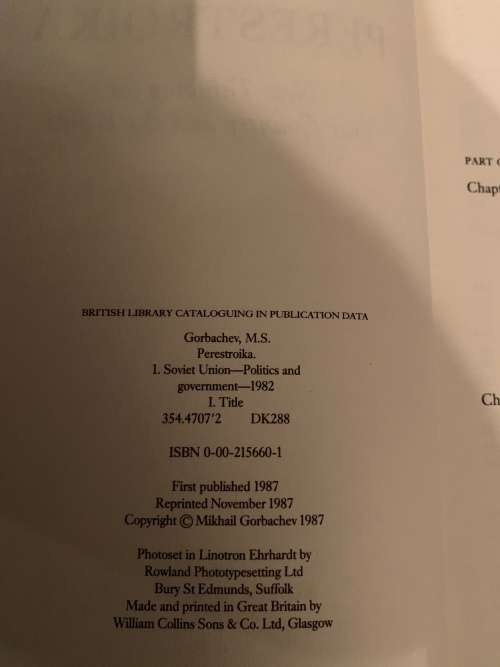 BRITISH LIBRARY CATALOGUING IN PUBLICATION DATA
Gorbachev, M.S.
Perestroika.
I. Soviet Union—Politics and
government—1982
I. Title
354.4707'2 DK288
ISBN 0-00-215660-1
First published 1987
Reprinted November 1987
Copyright © Mikhail Gorbachev 1987
Photoset in Linotron Ehrhardt by
Rowland Phototypesetting Ltd
Bury St Edmunds, Suffolk
Made and printed in Great Britain by
William Collins Sons & Co. Ltd, Glasgow
PART